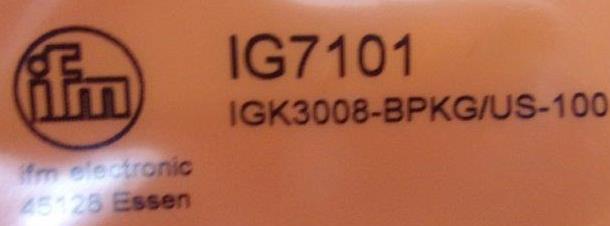 ifm
IG7101
IGK3008-BPKG/US-100
ifm electronic
45128 Essen